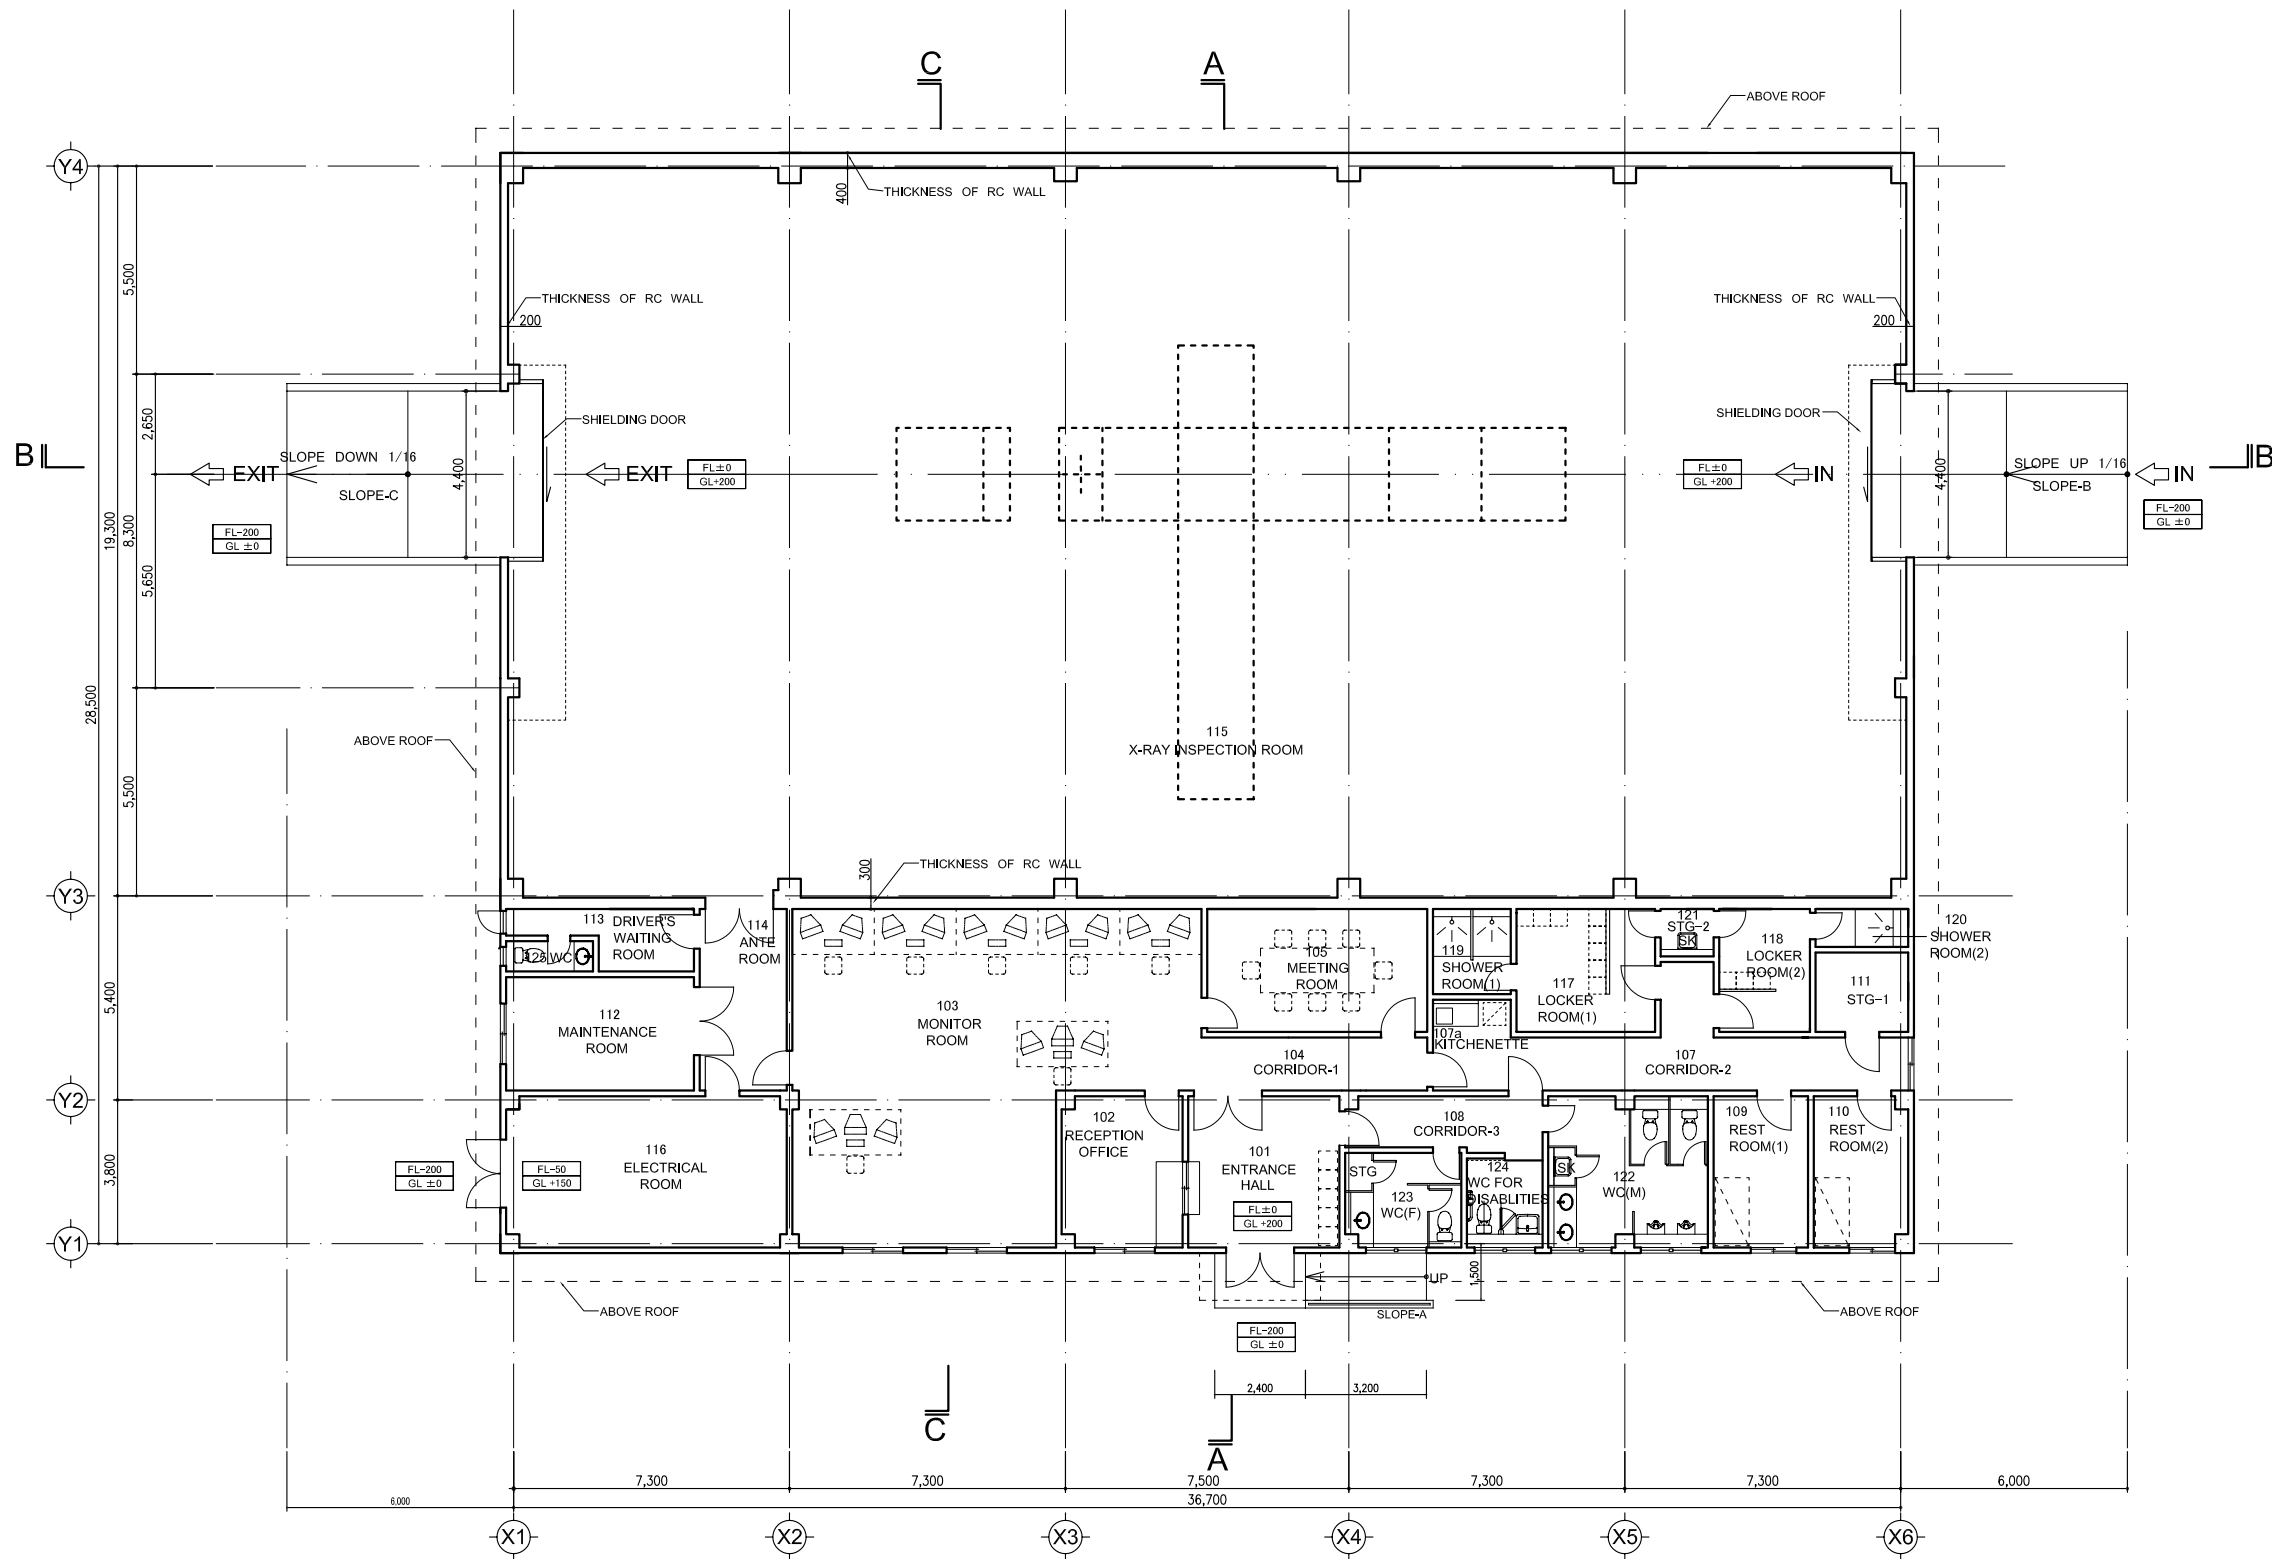 C
A
ABOVE ROOF
Y4
400
THICKNESS OF RC WALL
5,500
THICKNESS OF RC WALL
200
THICKNESS OF RC WALL
200
SHIELDING DOOR
SHIELDING DOOR
2,650
B
SLOPE DOWN 1/16
EXIT
SLOPE-C
4,400
EXIT
FL±0
GL+200
FL±0
GL +200
IN
4,400
SLOPE UP 1/16
SLOPE-B
IN
B
FL-200
GL ±0
FL-200
GL ±0
19,300
8,300
5,650
28,500
ABOVE ROOF
115
X-RAY INSPECTION ROOM
5,500
300
THICKNESS OF RC WALL
Y3
113
DRIVER'S
WAITING
ROOM
114
ANTE
ROOM
125 WC
105
MEETING
ROOM
119
SHOWER
ROOM(1)
121
STG-2
SK
118
LOCKER
ROOM(2)
120
SHOWER
ROOM(2)
117
LOCKER
ROOM(1)
111
STG-1
5,400
112
MAINTENANCE
ROOM
103
MONITOR
ROOM
107a
KITCHENETTE
104
CORRIDOR-1
107
CORRIDOR-2
Y2
102
RECEPTION
OFFICE
108
CORRIDOR-3
109
REST
ROOM(1)
110
REST
ROOM(2)
3,800
FL-200
GL ±0
FL-50
GL +150
116
ELECTRICAL
ROOM
101
ENTRANCE
HALL
FL±0
GL +200
STG
123
WC(F)
124
WC FOR
DISABLITIES
SK
122
WC(M)
Y1
UP
1,500
ABOVE ROOF
SLOPE-A
ABOVE ROOF
FL-200
GL ±0
2,400
3,200
C
A
7,300
7,300
7,500
7,300
7,300
6,000
6,000
36,700
X1
X2
X3
X4
X5
X6